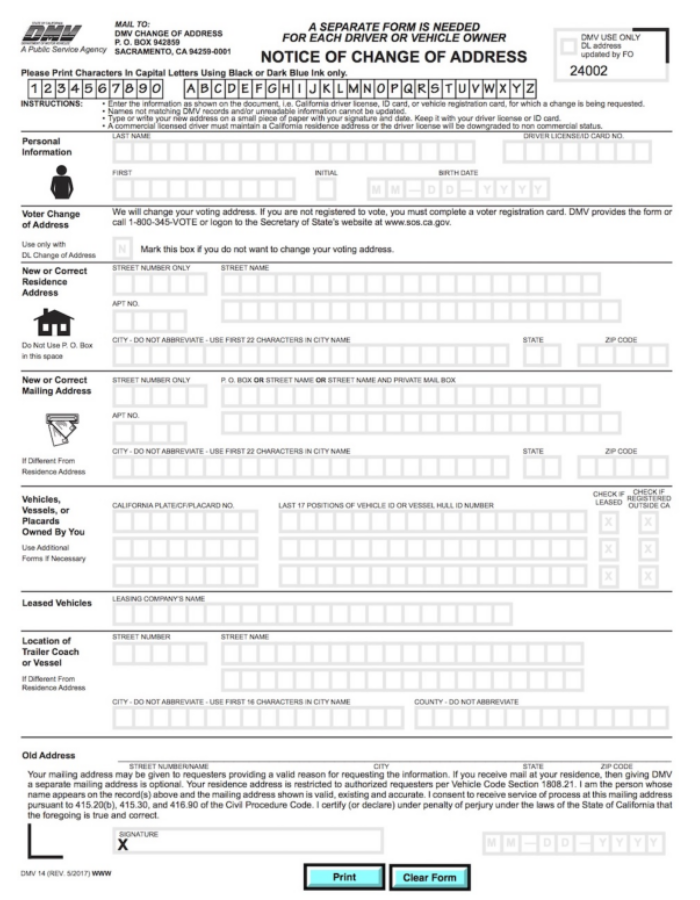 STATE OF CALIFORNIA
DMV
DEPARTMENT OF MOTOR VEHICLES
A Public Service Agency
MAIL TO:
DMV CHANGE OF ADDRESS
P. O. BOX 942859
SACRAMENTO, CA 94259-0001
A SEPARATE FORM IS NEEDED
FOR EACH DRIVER OR VEHICLE OWNER
NOTICE OF CHANGE OF ADDRESS
DMV USE ONLY
DL address
updated by FO
24002
Please Print Characters In Capital Letters Using Black or Dark Blue Ink only.
1 2 3 4 5 6 7 8 9 0 A B C D E F G H I J K L M N O P Q R S T U V W X Y Z
INSTRUCTIONS:
• Enter the information as shown on the document, i.e. California driver license, ID card, or vehicle registration card, for which a change is being requested.
• Names not matching DMV records and/or unreadable information cannot be updated.
• Type or write your new address on a small piece of paper with your signature and date. Keep it with your driver license or ID card.
• A commercial licensed driver must maintain a California residence address or the driver license will be downgraded to non commercial status.
Personal
Information
LAST NAME
DRIVER LICENSE/ID CARD NO.
FIRST
INITIAL
BIRTH DATE
M M — D D — Y Y Y Y
Voter Change
of Address
Use only with
DL Change of Address
We will change your voting address. If you are not registered to vote, you must complete a voter registration card. DMV provides the form or
call 1-800-345-VOTE or logon to the Secretary of State's website at www.sos.ca.gov.
N
Mark this box if you do not want to change your voting address.
New or Correct
Residence
Address
Do Not Use P. O. Box
in this space
STREET NUMBER ONLY
STREET NAME
APT NO.
CITY - DO NOT ABBREVIATE - USE FIRST 22 CHARACTERS IN CITY NAME
STATE
ZIP CODE
New or Correct
Mailing Address
If Different From
Residence Address
STREET NUMBER ONLY
P. O. BOX OR STREET NAME OR STREET NAME AND PRIVATE MAIL BOX
APT NO.
CITY - DO NOT ABBREVIATE - USE FIRST 22 CHARACTERS IN CITY NAME
STATE
ZIP CODE
Vehicles,
Vessels, or
Placards
Owned By You
Use Additional
Forms If Necessary
CALIFORNIA PLATE/CF/PLACARD NO.
LAST 17 POSITIONS OF VEHICLE ID OR VESSEL HULL ID NUMBER
CHECK IF
LEASED
CHECK IF
REGISTERED
OUTSIDE CA
X X
X X
X X
Leased Vehicles
LEASING COMPANY'S NAME
Location of
Trailer Coach
or Vessel
If Different From
Residence Address
STREET NUMBER
STREET NAME
CITY - DO NOT ABBREVIATE - USE FIRST 16 CHARACTERS IN CITY NAME
COUNTY - DO NOT ABBREVIATE
Old Address
STREET NUMBER/NAME
CITY
STATE
ZIP CODE
Your mailing address may be given to requesters providing a valid reason for requesting the information. If you receive mail at your residence, then giving DMV
a separate mailing address is optional. Your residence address is restricted to authorized requesters per Vehicle Code Section 1808.21. I am the person whose
name appears on the record(s) above and the mailing address shown is valid, existing and accurate. I consent to receive service of process at this mailing address
pursuant to 415.20(b), 415.30, and 416.90 of the Civil Procedure Code. I certify (or declare) under penalty of perjury under the laws of the State of California that
the foregoing is true and correct.
SIGNATURE
X
M M — D D — Y Y Y Y
DMV 14 (REV. 5/2017) WWW
Print
Clear Form